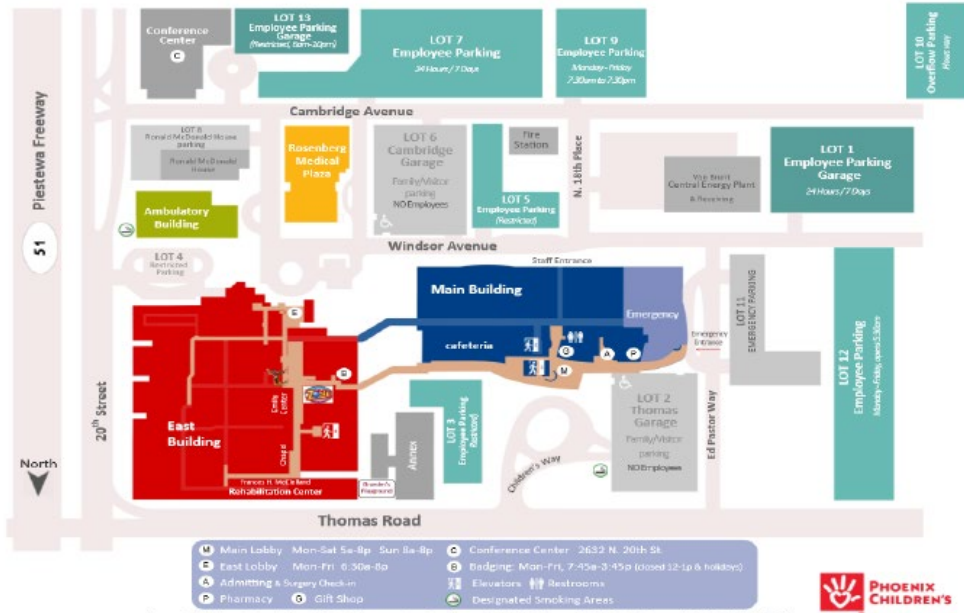 LOT 13
Employee Parking
Garage
Conference
Center
C
LOT 7
Employee Parking
24 Hours / 7 Days
LOT 9
Employee Parking
Monday – Friday
7:30am to 7:30pm
LOT 10
Overflow Parking
Cambridge Avenue
Piestewa Freeway
51
Ronald McDonald House
parking
Ronald McDonald
House
Rosenberg
Medical
Plaza
LOT 6
Cambridge
Garage
Family/Visitor
parking
NO Employees
Fire
Station
LOT 5
Employee Parking
(Restricted)
N. 18th Place
Central Energy Plant
& Receiving
LOT 1
Employee Parking
Garage
24 Hours / 7 Days
Ambulatory
Building
Windsor Avenue
LOT 4
Restricted
Parking
Staff Entrance
Main Building
Emergency
cafeteria
E
G
A
P
M
B
Emergency
Entrance
LOT 11
EMERGENCY PARKING
LOT 12
Employee Parking
Monday–Friday, opens 5:30am
20th Street
East
Building
Emily
Center
Chapel
LOT 3
Employee Parking
Restricted
Annex
LOT 2
Thomas
Garage
Family/Visitor
parking
NO Employees
Ed Pastor Way
Children's Way
North
Rehabilitation Center
Thomas Road
M Main Lobby Mon-Sat 5a-8p Sun 8a-8p
E East Lobby Mon-Fri 6:30a-8p
A Admitting & Surgery Check-in
P Pharmacy G Gift Shop
C Conference Center 2632 N. 20th St.
B Badging: Mon-Fri, 7:45a-3:45p (closed 12-1p & holidays)
Elevators Restrooms
Designated Smoking Areas
PHOENIX
CHILDREN'S